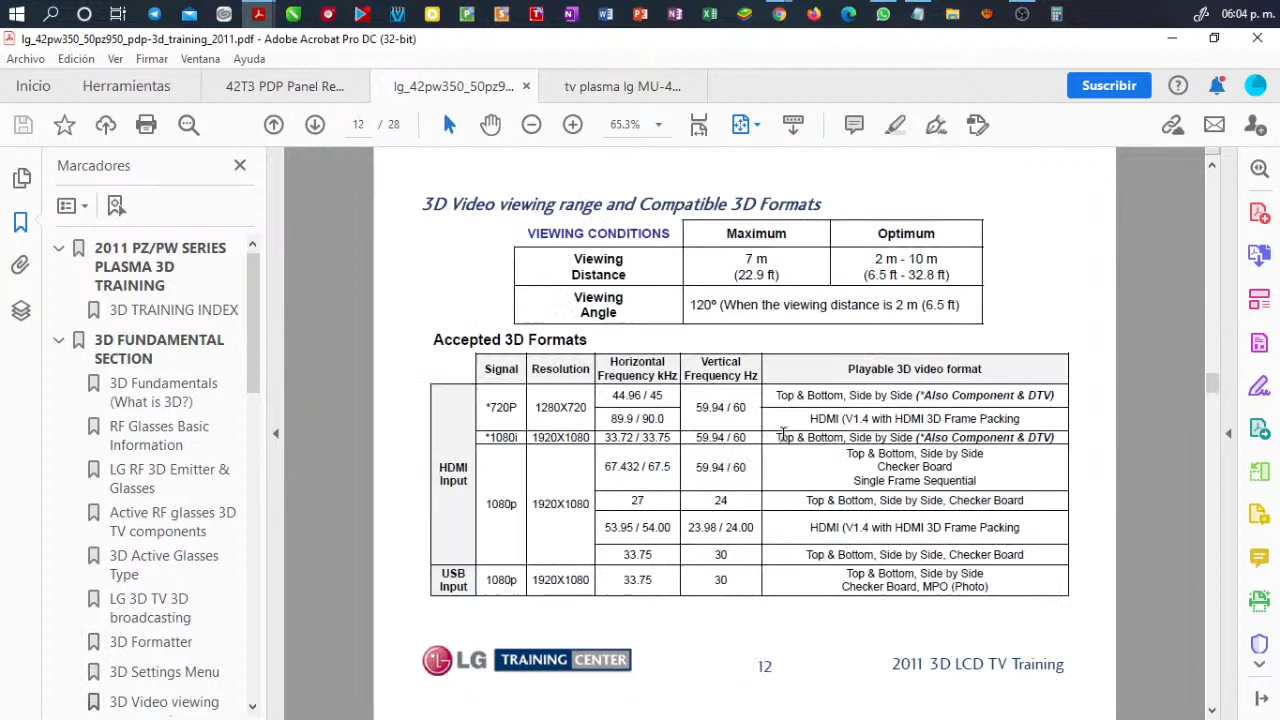 06:04 p. m.
lg_42pw350_50pz950_pdp-3d_training_2011.pdf - Adobe Acrobat Pro DC (32-bit)
Archivo Edición Ver Firmar Ventana Ayuda
Inicio Herramientas 42T3 PDP Panel Re... lg_42pw350_50pz9... × tv plasma lg MU-4... Suscribir
12 / 28 65.3%
Marcadores
2011 PZ/PW SERIES
PLASMA 3D
TRAINING
3D TRAINING INDEX
3D FUNDAMENTAL
SECTION
3D Fundamentals
(What is 3D?)
RF Glasses Basic
Information
LG RF 3D Emitter &
Glasses
Active RF glasses 3D
TV components
3D Active Glasses
Type
LG 3D TV 3D
broadcasting
3D Formatter
3D Settings Menu
3D Video viewing
3D Video viewing range and Compatible 3D Formats
VIEWING CONDITIONS Maximum Optimum
Viewing
Distance
7 m
(22.9 ft)
2 m - 10 m
(6.5 ft - 32.8 ft)
Viewing
Angle
120º (When the viewing distance is 2 m (6.5 ft)
Accepted 3D Formats
Signal Resolution
Horizontal
Frequency kHz
Vertical
Frequency Hz
Playable 3D video format
HDMI
Input
*720P 1280X720 44.96 / 45 59.94 / 60 Top & Bottom, Side by Side (*Also Component & DTV)
89.9 / 90.0 HDMI (V1.4 with HDMI 3D Frame Packing
*1080i 1920X1080 33.72 / 33.75 59.94 / 60 Top & Bottom, Side by Side (*Also Component & DTV)
1080p 1920X1080 67.432 / 67.5 59.94 / 60
Top & Bottom, Side by Side
Checker Board
Single Frame Sequential
27 24 Top & Bottom, Side by Side, Checker Board
53.95 / 54.00 23.98 / 24.00 HDMI (V1.4 with HDMI 3D Frame Packing
33.75 30 Top & Bottom, Side by Side, Checker Board
USB
Input
1080p 1920X1080 33.75 30
Top & Bottom, Side by Side
Checker Board, MPO (Photo)
LG TRAINING CENTER 12 2011 3D LCD TV Training